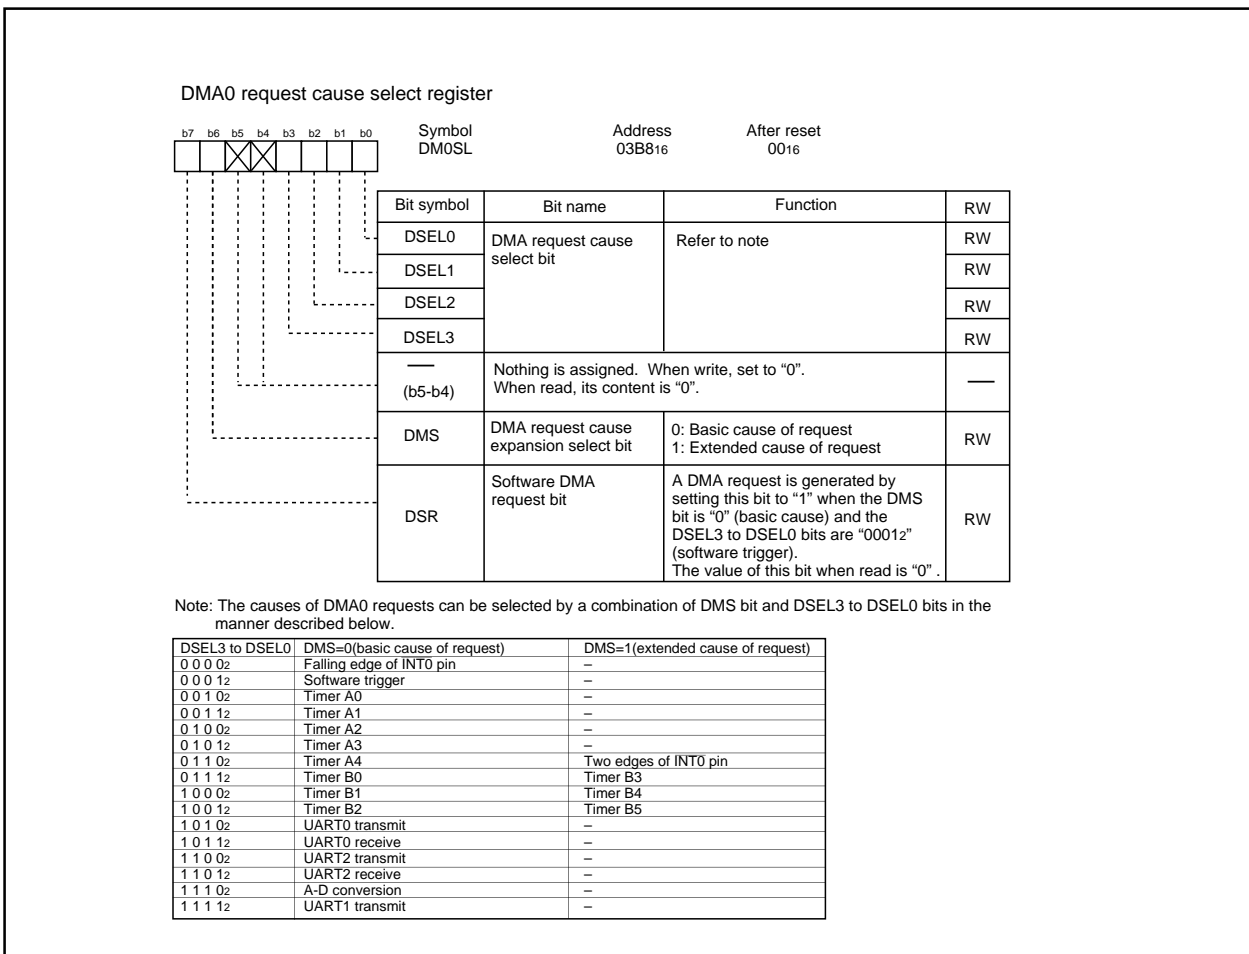 DMA0 request cause select register
b7 b6 b5 b4 b3 b2 b1 b0
Symbol Address After reset
DM0SL 03B816 0016
Bit symbol Bit name Function RW
DSEL0 DMA request cause select bit Refer to note RW
DSEL1 RW
DSEL2 RW
DSEL3 RW
— (b5-b4) Nothing is assigned. When write, set to “0”. —
When read, its content is “0”.
DMS DMA request cause expansion select bit 0: Basic cause of request RW
1: Extended cause of request
DSR Software DMA request bit A DMA request is generated by RW
setting this bit to “1” when the DMS
bit is “0” (basic cause) and the
DSEL3 to DSEL0 bits are “00012”
(software trigger).
The value of this bit when read is “0” .
Note: The causes of DMA0 requests can be selected by a combination of DMS bit and DSEL3 to DSEL0 bits in the
manner described below.
DSEL3 to DSEL0 DMS=0(basic cause of request) DMS=1(extended cause of request)
0 0 0 02 Falling edge of INT0 pin –
0 0 0 12 Software trigger –
0 0 1 02 Timer A0 –
0 0 1 12 Timer A1 –
0 1 0 02 Timer A2 –
0 1 0 12 Timer A3 –
0 1 1 02 Timer A4 Two edges of INT0 pin
0 1 1 12 Timer B0 Timer B3
1 0 0 02 Timer B1 Timer B4
1 0 0 12 Timer B2 Timer B5
1 0 1 02 UART0 transmit –
1 0 1 12 UART0 receive –
1 1 0 02 UART2 transmit –
1 1 0 12 UART2 receive –
1 1 1 02 A-D conversion –
1 1 1 12 UART1 transmit –